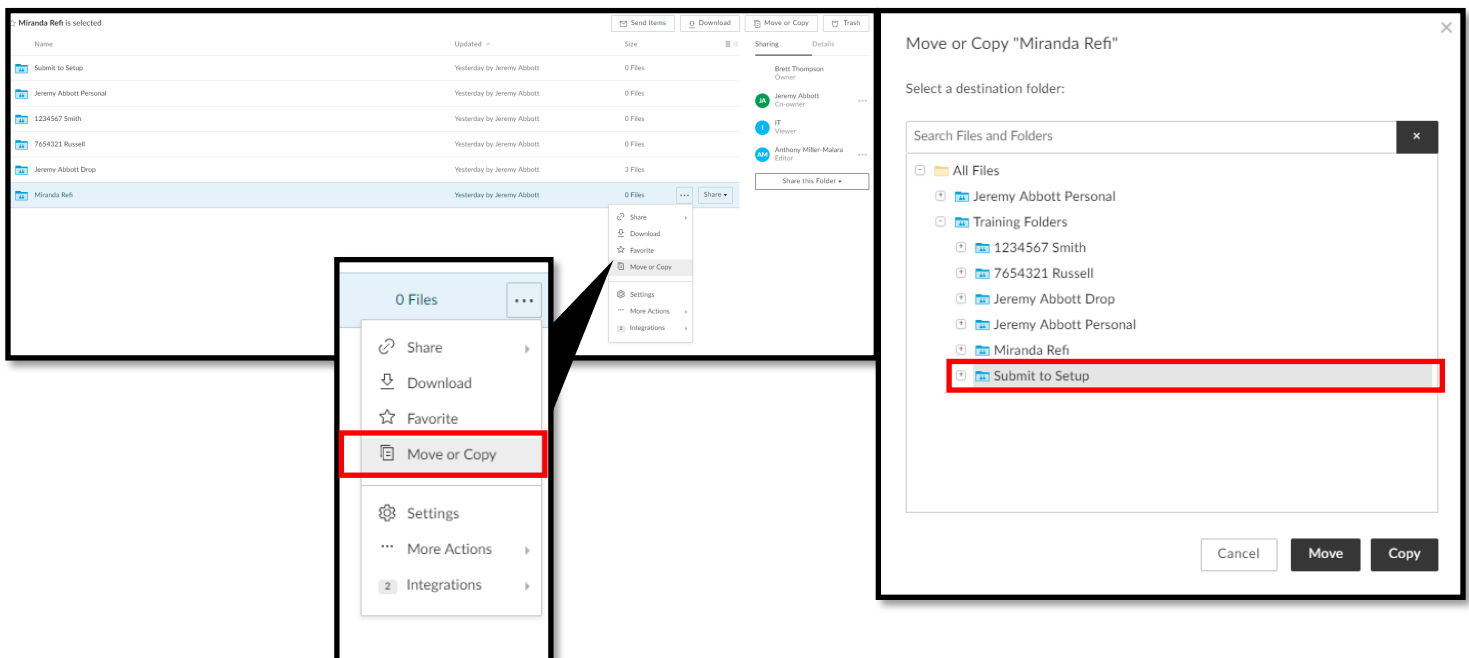 Miranda Refi is selected
Send Items Download Move or Copy Trash
Name Updated Size Sharing Details
Submit to Setup Yesterday by Jeremy Abbott 0 Files
Jeremy Abbott Personal Yesterday by Jeremy Abbott 0 Files
1234567 Smith Yesterday by Jeremy Abbott 0 Files
7654321 Russell Yesterday by Jeremy Abbott 0 Files
Jeremy Abbott Drop Yesterday by Jeremy Abbott 3 Files
Miranda Refi Yesterday by Jeremy Abbott 0 Files ... Share
Brett Thompson
Owner
JA Jeremy Abbott ...
Co-owner
I IT
Viewer
AM Anthony Miller-Malara ...
Editor
Share this Folder
Share
Download
Favorite
Move or Copy
Settings
... More Actions
2 Integrations
0 Files ...
Share
Download
Favorite
Move or Copy
Settings
... More Actions
2 Integrations
Move or Copy "Miranda Refi"
Select a destination folder:
Search Files and Folders
All Files
Jeremy Abbott Personal
Training Folders
1234567 Smith
7654321 Russell
Jeremy Abbott Drop
Jeremy Abbott Personal
Miranda Refi
Submit to Setup
Cancel Move Copy